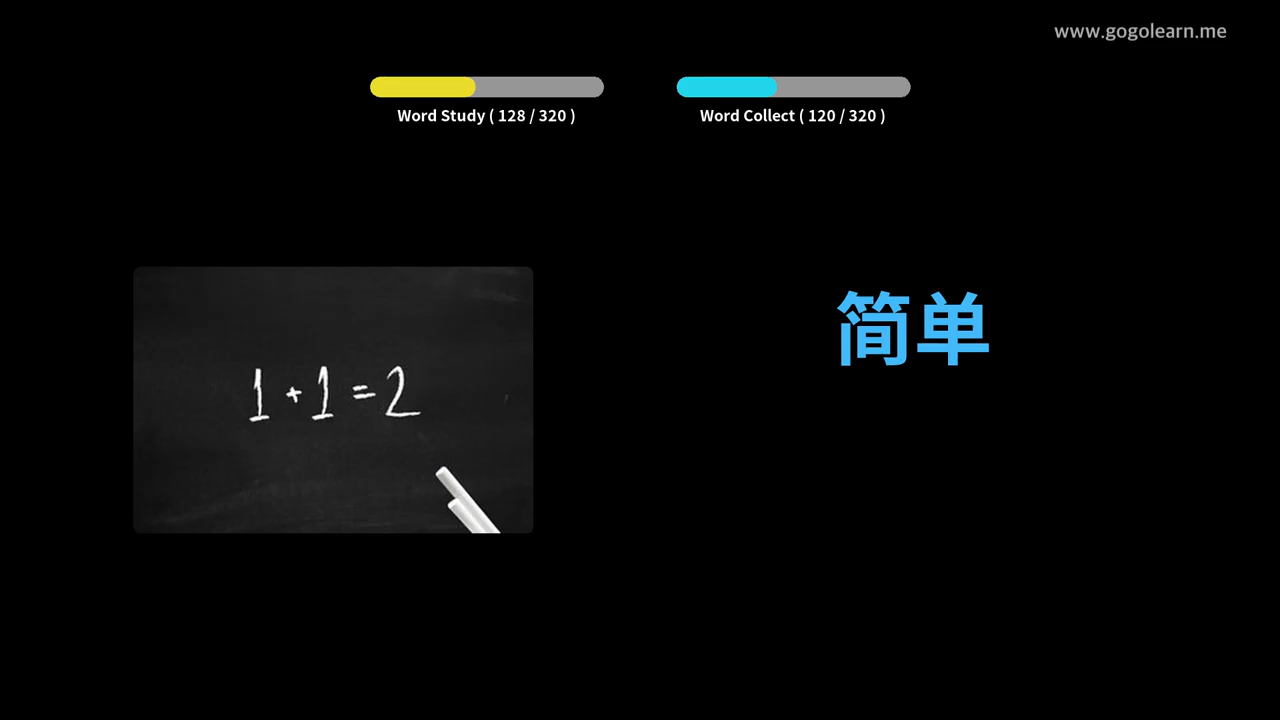 www.gogolearn.me
Word Study ( 128 / 320 )
Word Collect ( 120 / 320 )
简单
1 + 1 = 2